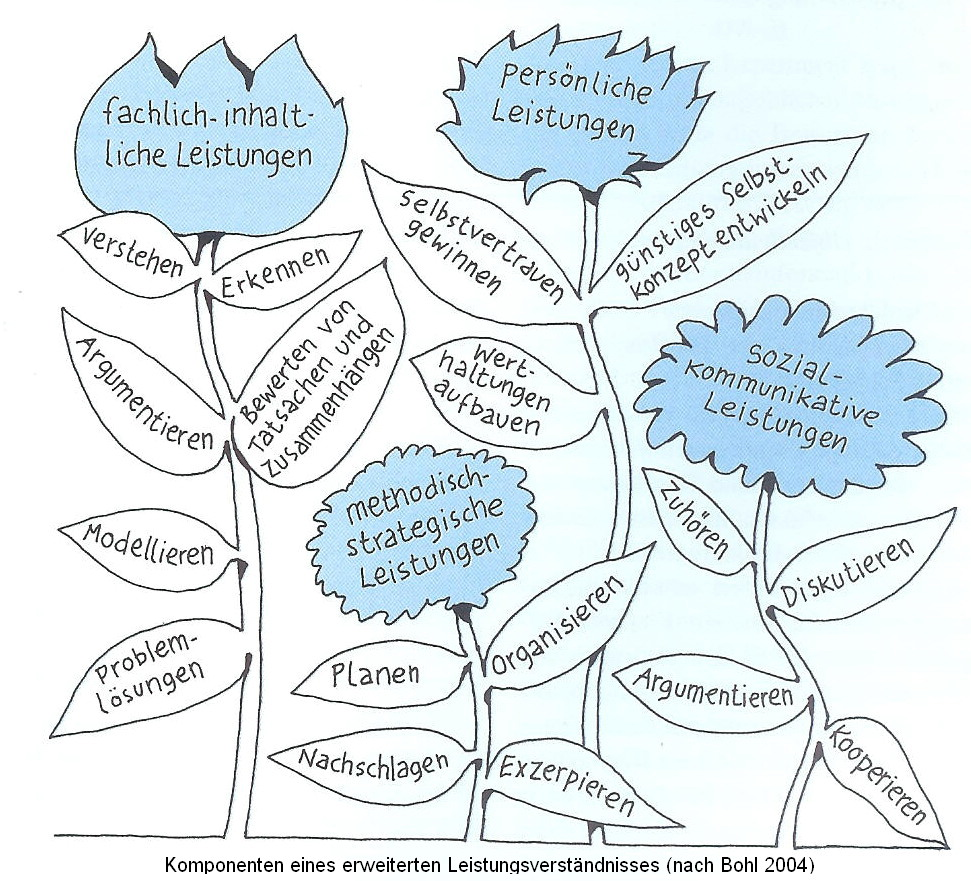 fachlich-inhalt-
liche Leistungen
verstehen
Erkennen
Argumentieren
Bewerten von
Tatsachen und
Zusammenhängen
Modellieren
Problem-
lösungen
Persönliche
Leistungen
Selbstvertrauen
gewinnen
günstiges Selbst-
konzept entwickeln
Wert-
haltungen
aufbauen
methodisch-
strategische
Leistungen
Organisieren
Planen
Nachschlagen
Exzerpieren
sozial-
kommunikative
Leistungen
Zuhören
Diskutieren
Argumentieren
Kooperieren
Komponenten eines erweiterten Leistungsverständnisses (nach Bohl 2004)